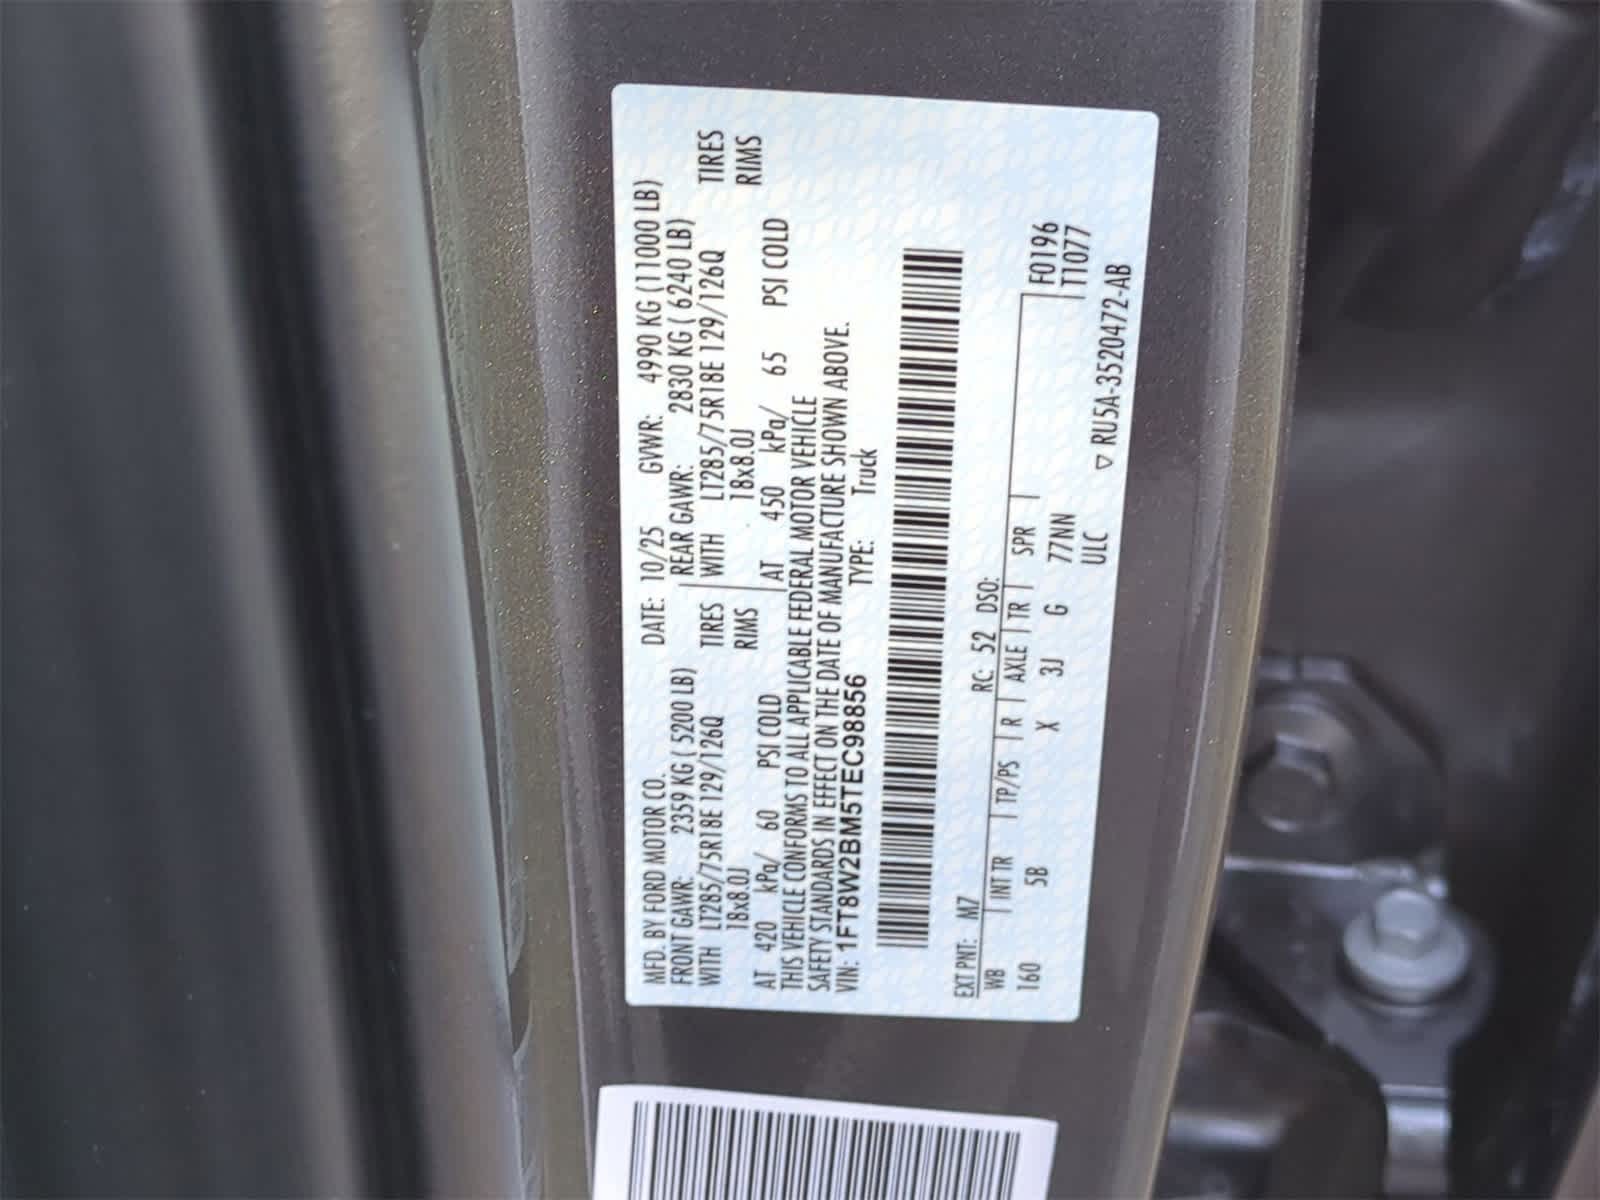 MFD. BY FORD MOTOR CO. DATE: 10/25 GVWR: 4990 KG (11000 LB)
FRONT GAWR: 2359 KG ( 5200 LB) REAR GAWR: 2830 KG ( 6240 LB)
WITH LT285/75R18E 129/126Q TIRES WITH LT285/75R18E 129/126Q TIRES
18x8.0J RIMS 18x8.0J RIMS
AT 420 kPa/ 60 PSI COLD AT 450 kPa/ 65 PSI COLD
THIS VEHICLE CONFORMS TO ALL APPLICABLE FEDERAL MOTOR VEHICLE
SAFETY STANDARDS IN EFFECT ON THE DATE OF MANUFACTURE SHOWN ABOVE.
VIN: 1FT8W2BM5TEC98856 TYPE: Truck
EXT PNT: M7 RC: 52 DSO:
WB INT TR TP/PS R AXLE TR SPR F0196
160 5B X 3J G 77NN T1077
ULC
▽ RU5A-3520472-AB